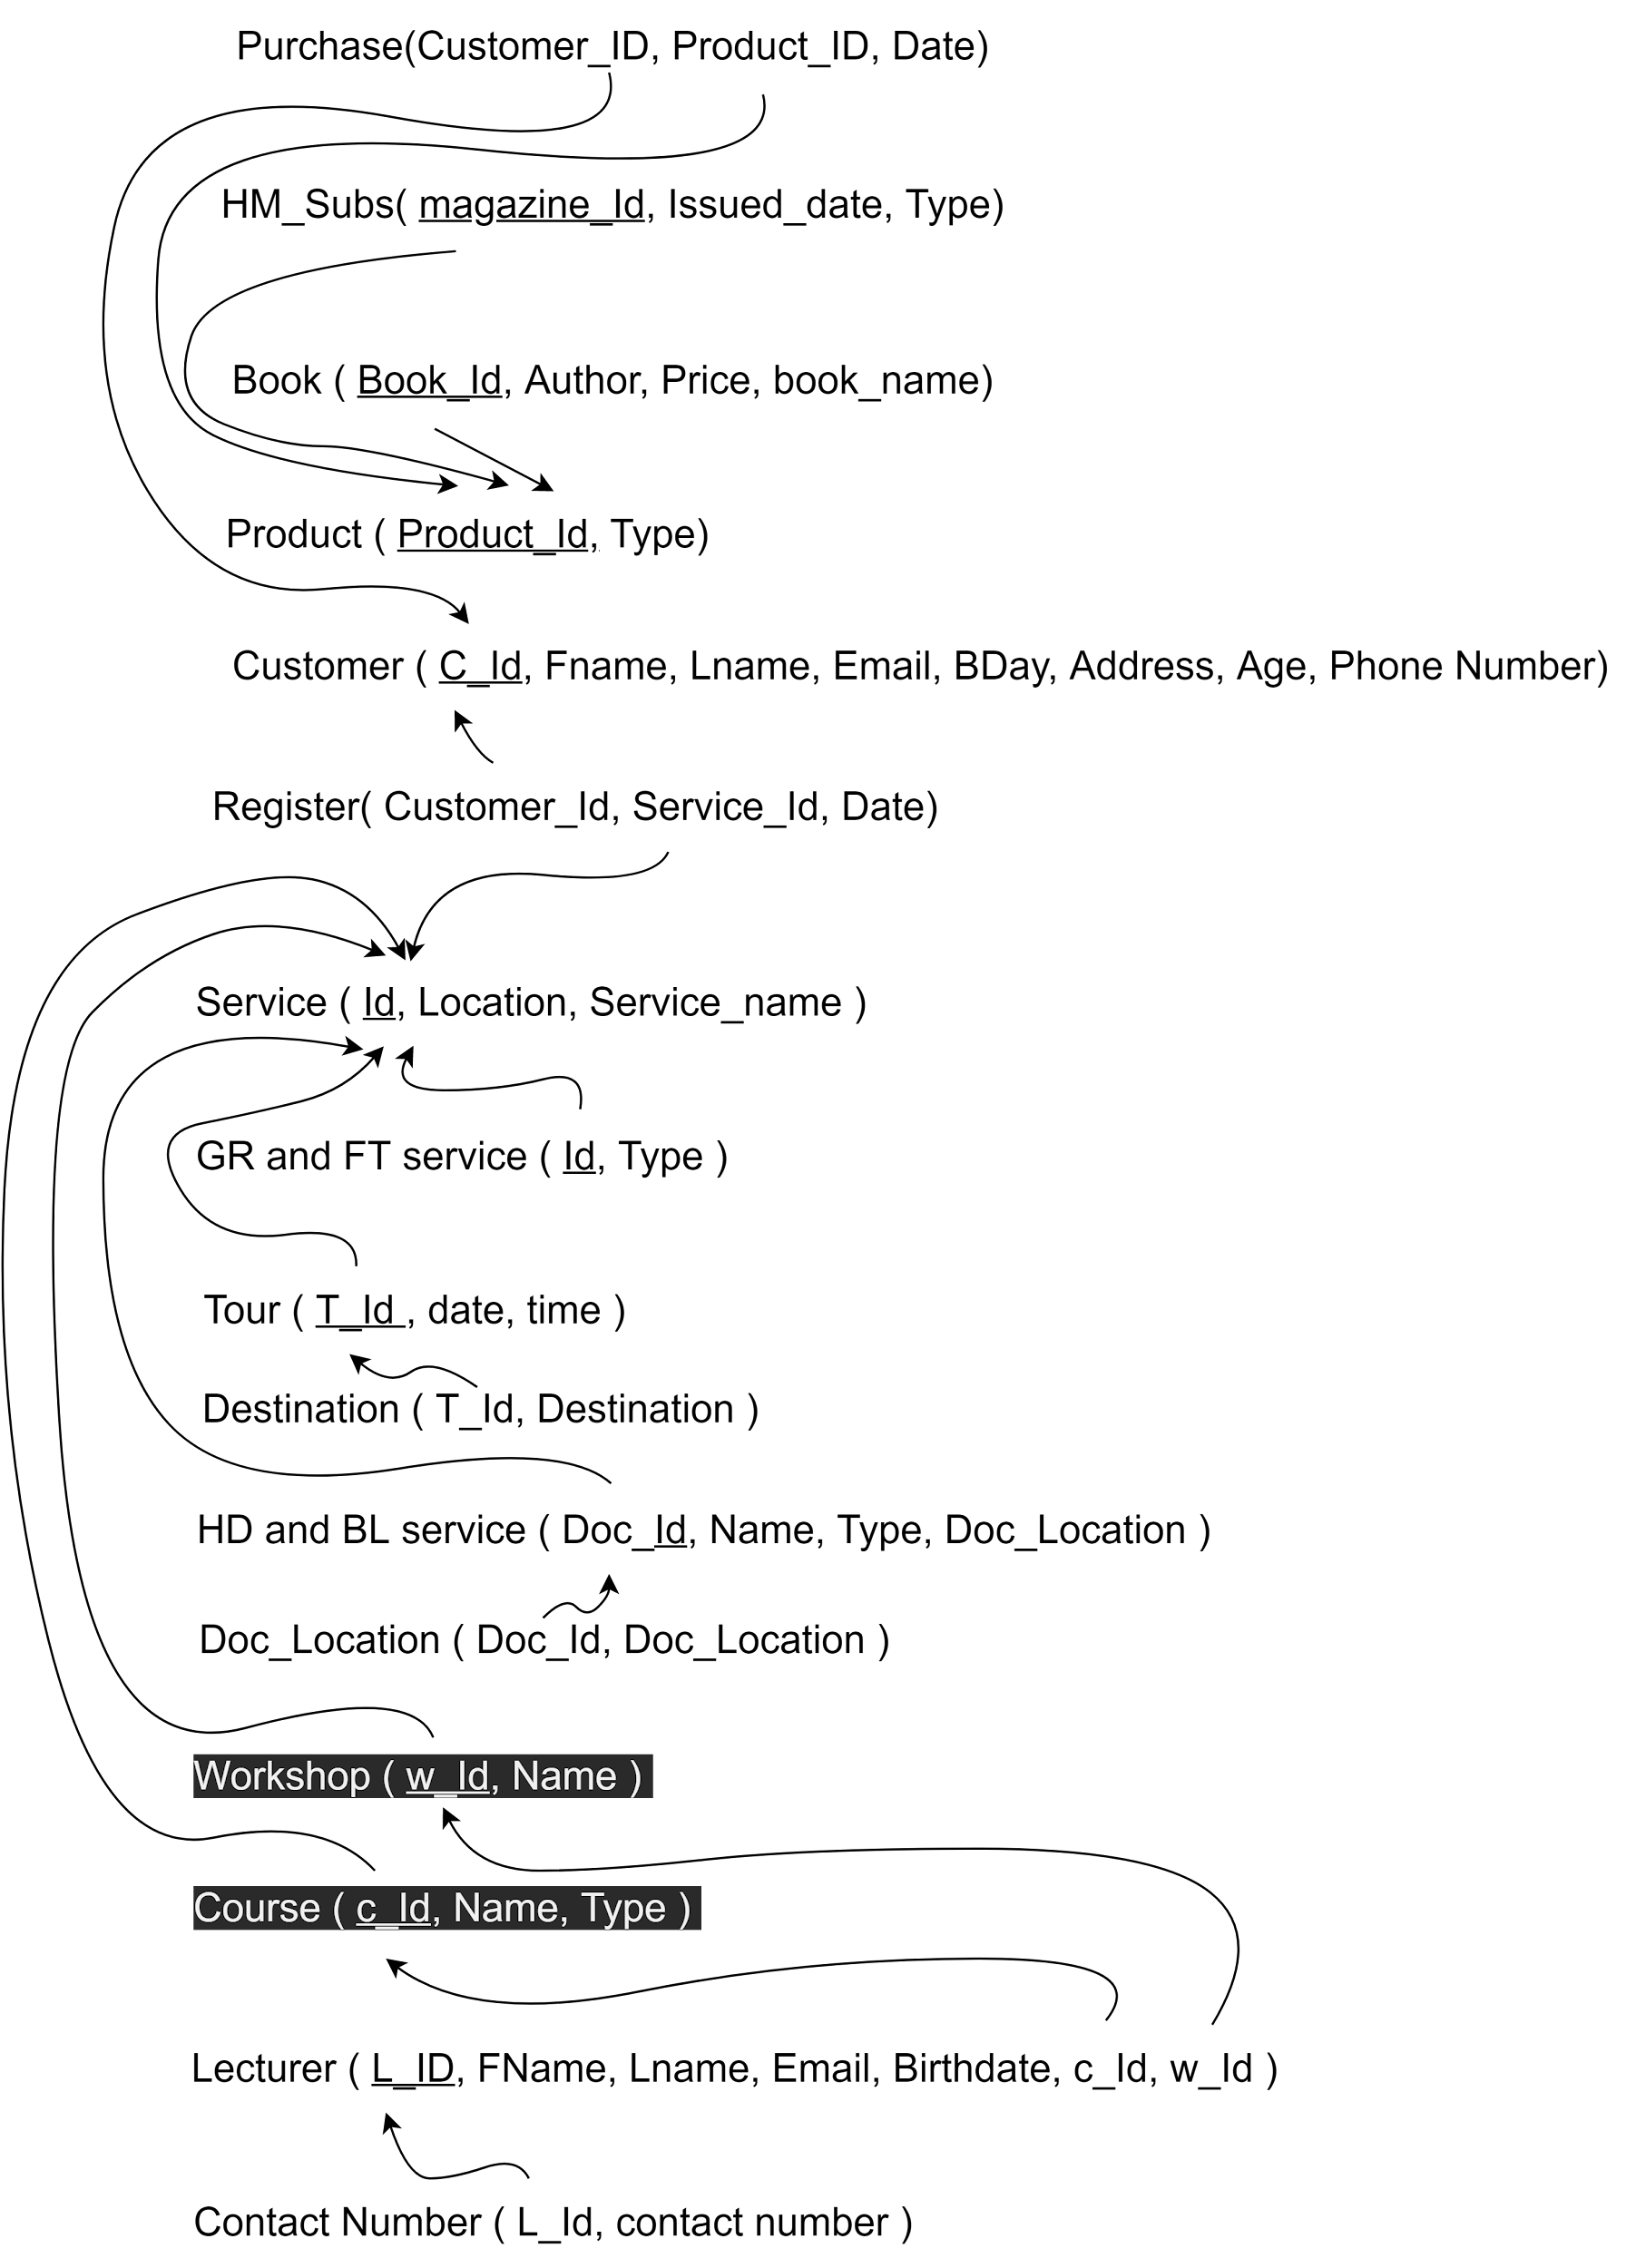 Purchase(Customer_ID, Product_ID, Date)
HM_Subs( magazine_Id, Issued_date, Type)
Book ( Book_Id, Author, Price, book_name)
Product ( Product_Id, Type)
Customer ( C_Id, Fname, Lname, Email, BDay, Address, Age, Phone Number)
Register( Customer_Id, Service_Id, Date)
Service ( Id, Location, Service_name )
GR and FT service ( Id, Type )
Tour ( T_Id , date, time )
Destination ( T_Id, Destination )
HD and BL service ( Doc_Id, Name, Type, Doc_Location )
Doc_Location ( Doc_Id, Doc_Location )
Workshop ( w_Id, Name )
Course ( c_Id, Name, Type )
Lecturer ( L_ID, FName, Lname, Email, Birthdate, c_Id, w_Id )
Contact Number ( L_Id, contact number )